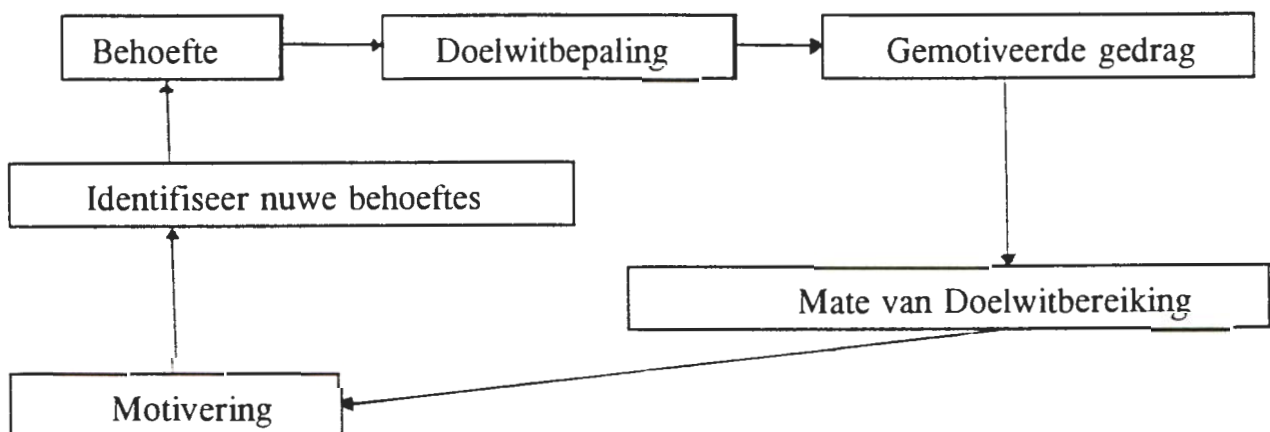 Behoefte
Doelwitbepaling
Gemotiveerde gedrag
Identifiseer nuwe behoeftes
Mate van Doelwitbereiking
Motivering